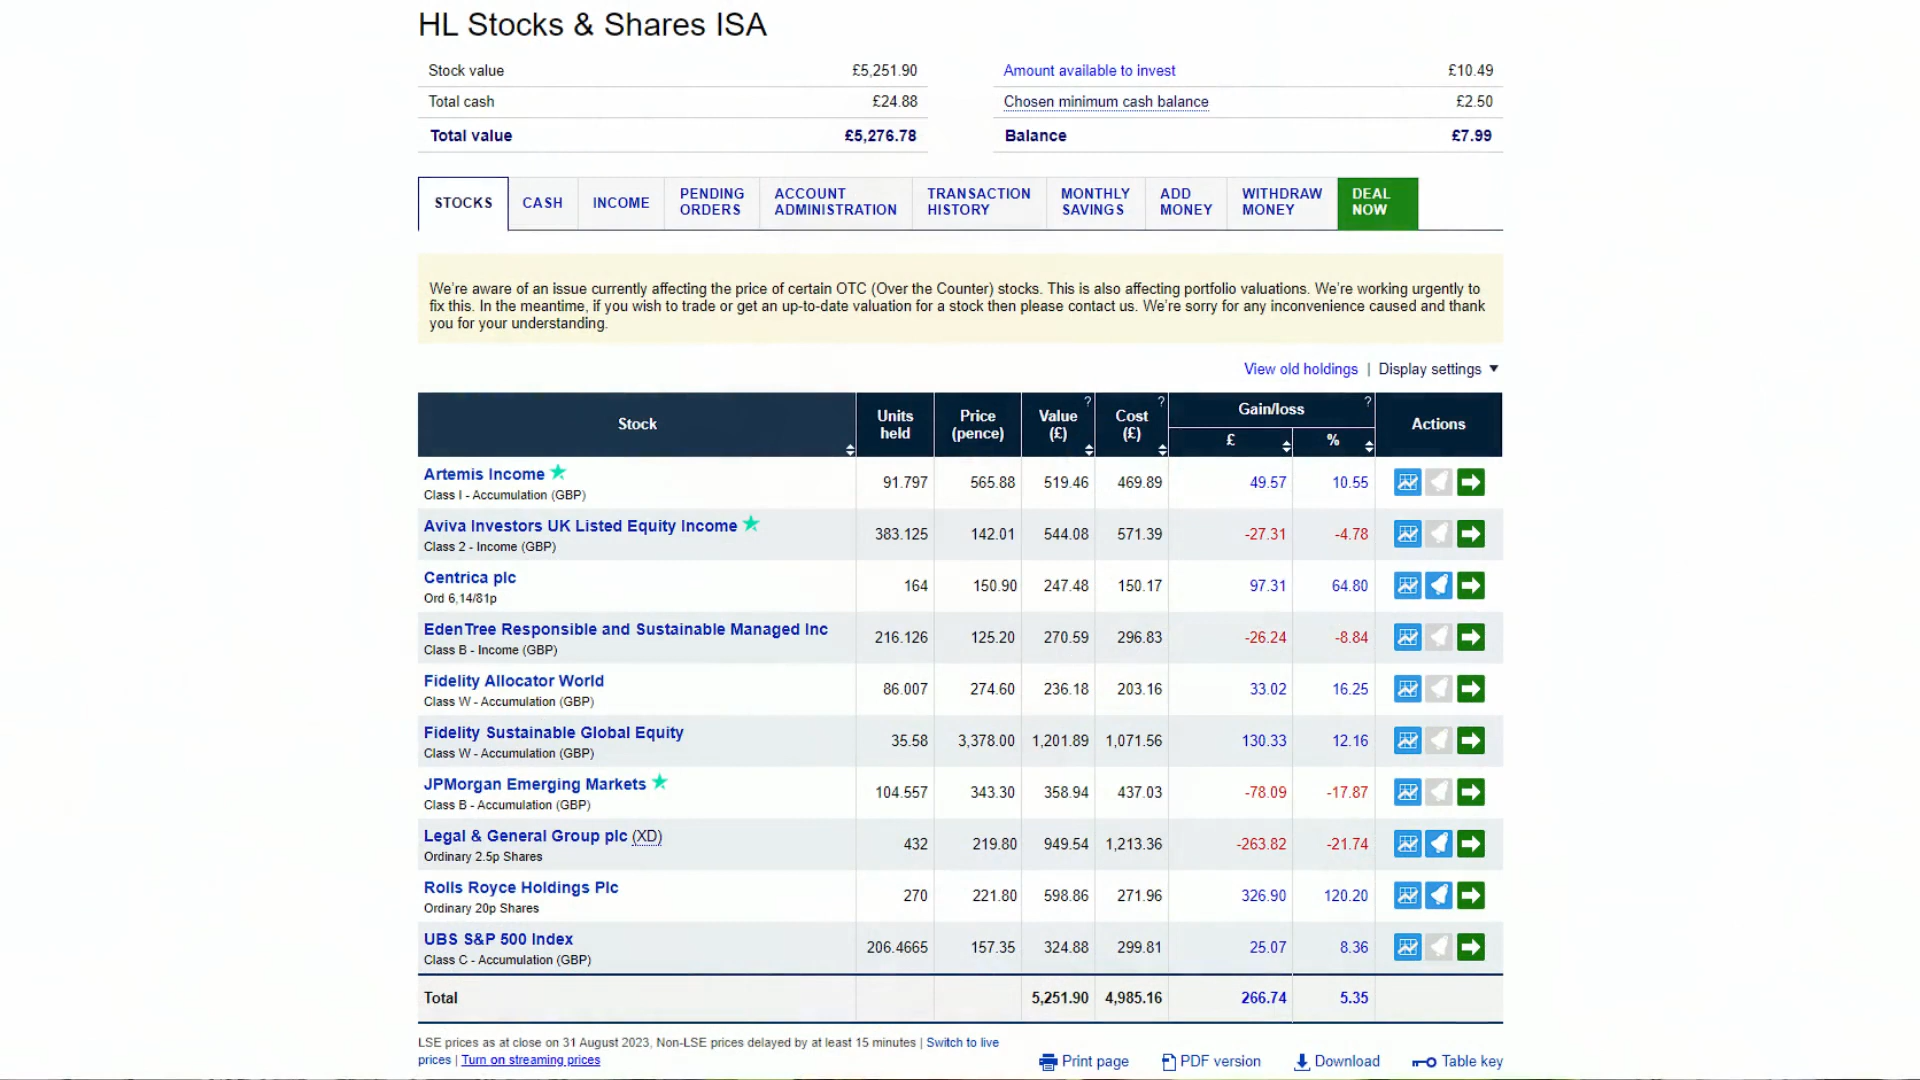 HL Stocks & Shares ISA
Stock value £5,251.90 Amount available to invest £10.49
Total cash £24.88 Chosen minimum cash balance £2.50
Total value £5,276.78 Balance £7.99
STOCKS CASH INCOME PENDING ORDERS ACCOUNT ADMINISTRATION TRANSACTION HISTORY MONTHLY SAVINGS ADD MONEY WITHDRAW MONEY DEAL NOW
We're aware of an issue currently affecting the price of certain OTC (Over the Counter) stocks. This is also affecting portfolio valuations. We're working urgently to
fix this. In the meantime, if you wish to trade or get an up-to-date valuation for a stock then please contact us. We're sorry for any inconvenience caused and thank
you for your understanding.
View old holdings | Display settings
Stock Units held Price (pence) Value (£) ? Cost (£) ? Gain/loss ? £ % Actions
Artemis Income 91.797 565.88 519.46 469.89 49.57 10.55
Class I - Accumulation (GBP)
Aviva Investors UK Listed Equity Income 383.125 142.01 544.08 571.39 -27.31 -4.78
Class 2 - Income (GBP)
Centrica plc 164 150.90 247.48 150.17 97.31 64.80
Ord 6,14/81p
EdenTree Responsible and Sustainable Managed Inc 216.126 125.20 270.59 296.83 -26.24 -8.84
Class B - Income (GBP)
Fidelity Allocator World 86.007 274.60 236.18 203.16 33.02 16.25
Class W - Accumulation (GBP)
Fidelity Sustainable Global Equity 35.58 3,378.00 1,201.89 1,071.56 130.33 12.16
Class W - Accumulation (GBP)
JPMorgan Emerging Markets 104.557 343.30 358.94 437.03 -78.09 -17.87
Class B - Accumulation (GBP)
Legal & General Group plc (XD) 432 219.80 949.54 1,213.36 -263.82 -21.74
Ordinary 2.5p Shares
Rolls Royce Holdings Plc 270 221.80 598.86 271.96 326.90 120.20
Ordinary 20p Shares
UBS S&P 500 Index 206.4665 157.35 324.88 299.81 25.07 8.36
Class C - Accumulation (GBP)
Total 5,251.90 4,985.16 266.74 5.35
LSE prices as at close on 31 August 2023, Non-LSE prices delayed by at least 15 minutes | Switch to live
prices | Turn on streaming prices
Print page PDF version Download Table key